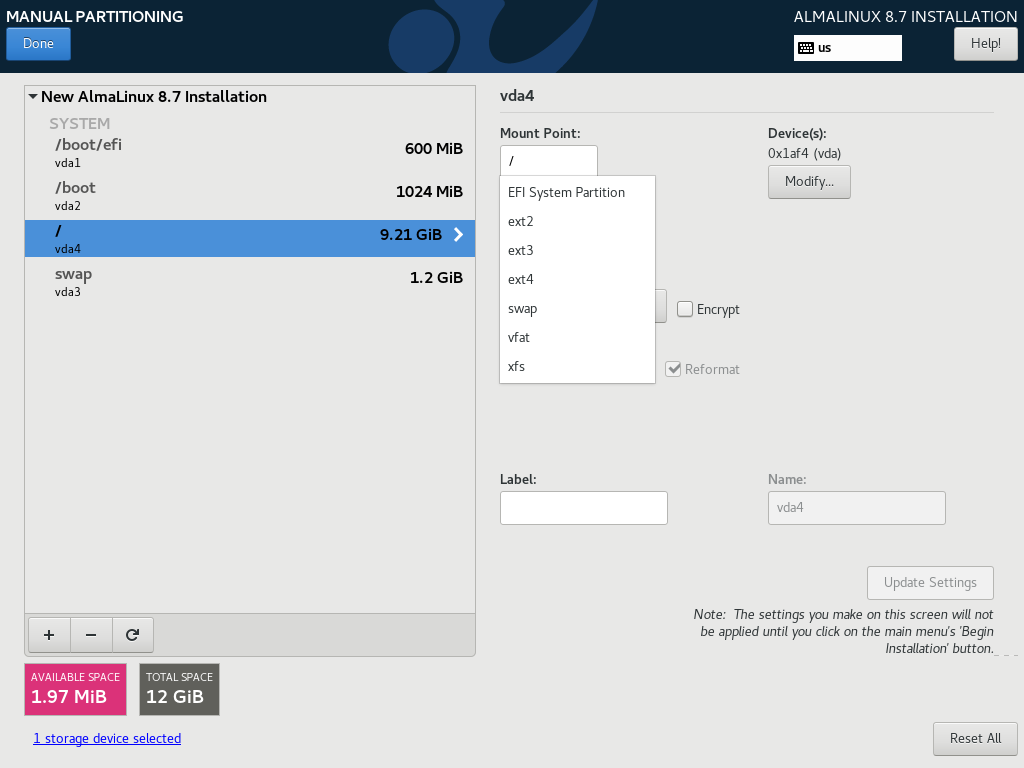 MANUAL PARTITIONING
ALMALINUX 8.7 INSTALLATION
Done
us
Help!
New AlmaLinux 8.7 Installation
SYSTEM
/boot/efi
600 MiB
vda1
/boot
1024 MiB
vda2
/
9.21 GiB
vda4
swap
1.2 GiB
vda3
vda4
Mount Point:
/
Device(s):
0x1af4 (vda)
Modify...
EFI System Partition
ext2
ext3
ext4
swap
vfat
xfs
Encrypt
Reformat
Label:
Name:
vda4
Update Settings
Note:  The settings you make on this screen will not
be applied until you click on the main menu's 'Begin
Installation' button.
AVAILABLE SPACE
1.97 MiB
TOTAL SPACE
12 GiB
1 storage device selected
Reset All